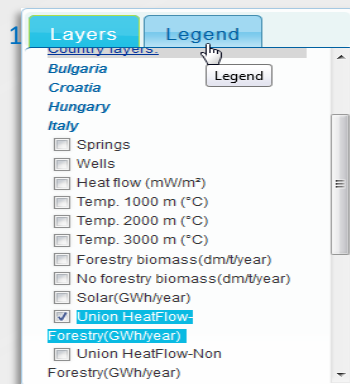 1 Layers Legend
Country layers:
Legend
Bulgaria
Croatia
Hungary
Italy
Springs
Wells
Heat flow (mW/m²)
Temp. 1000 m (°C)
Temp. 2000 m (°C)
Temp. 3000 m (°C)
Forestry biomass(dm/t/year)
No forestry biomass(dm/t/year)
Solar(GWh/year)
Union HeatFlow-
Forestry(GWh/year)
Union HeatFlow-Non
Forestry(GWh/year)